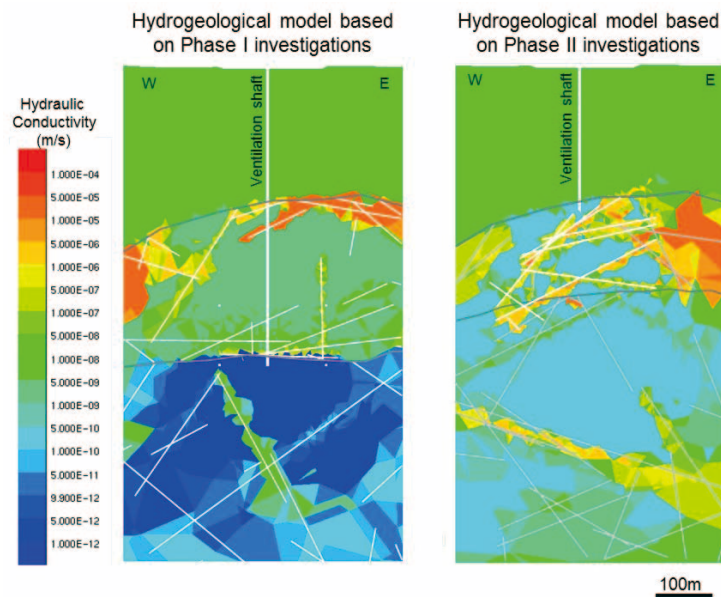 Hydrogeological model based
on Phase I investigations
Hydrogeological model based
on Phase II investigations
Hydraulic
Conductivity
(m/s)
1.000E-04
5.000E-05
1.000E-05
5.000E-06
1.000E-06
5.000E-07
1.000E-07
5.000E-08
1.000E-08
5.000E-09
1.000E-09
5.000E-10
1.000E-10
5.000E-11
9.900E-12
5.000E-12
1.000E-12
W
Ventilation shaft
E
W
Ventilation shaft
E
100m